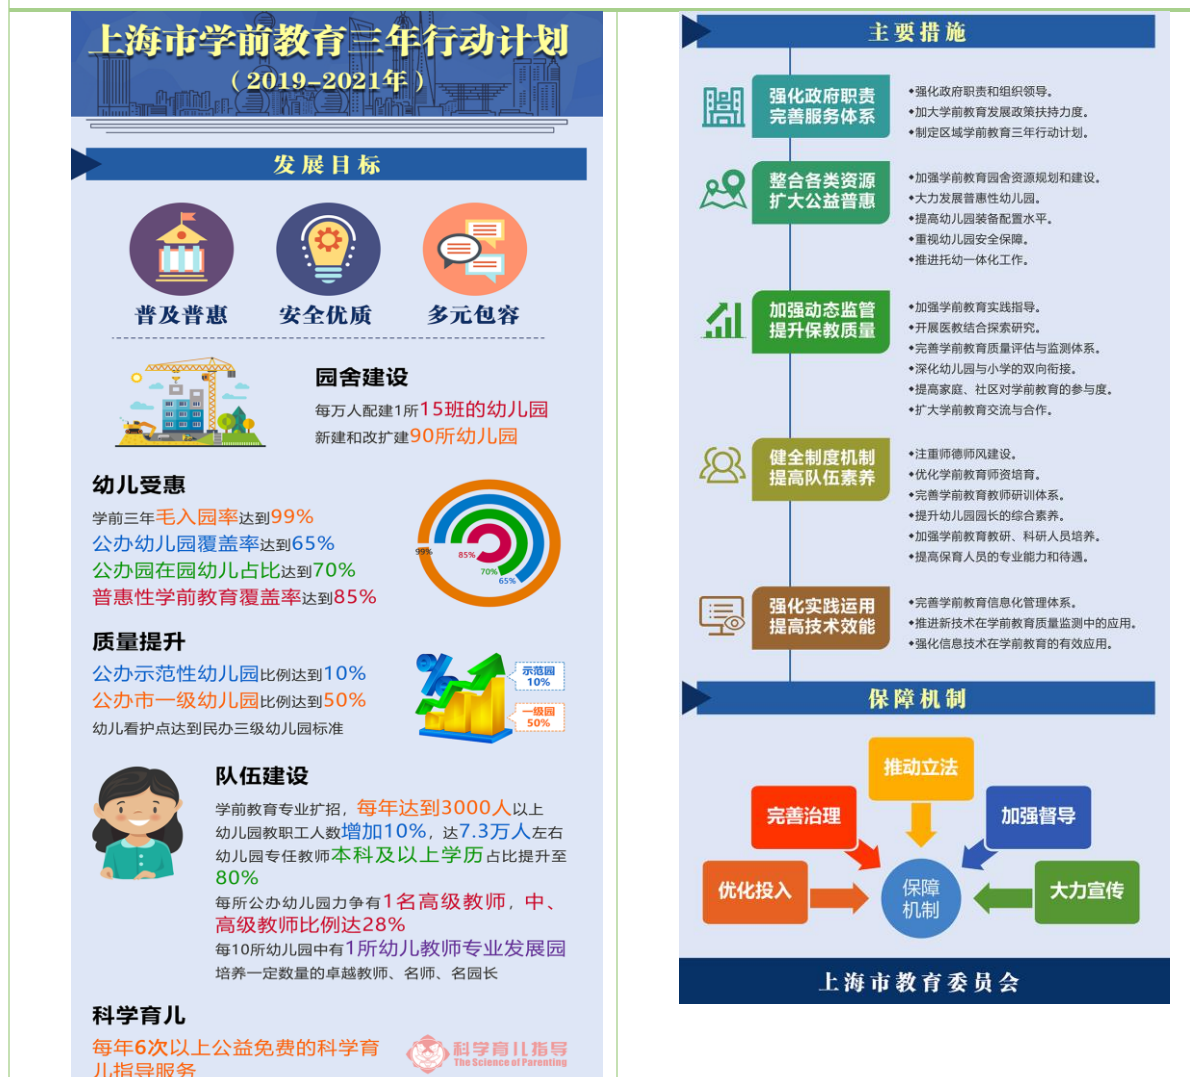 上海市学前教育三年行动计划
（2019-2021年）
发展目标
普及普惠
安全优质
多元包容
园舍建设
每万人配建1所15班的幼儿园
新建和改扩建90所幼儿园
幼儿受惠
学前三年毛入园率达到99%
公办幼儿园覆盖率达到65%
公办园在园幼儿占比达到70%
普惠性学前教育覆盖率达到85%
99%
85%
70%
65%
质量提升
公办示范性幼儿园比例达到10%
公办市一级幼儿园比例达到50%
幼儿看护点达到民办三级幼儿园标准
示范园
10%
一级园
50%
队伍建设
学前教育专业扩招，每年达到3000人以上
幼儿园教职工人数增加10%，达7.3万人左右
幼儿园专任教师本科及以上学历占比提升至
80%
每所公办幼儿园力争有1名高级教师，中、
高级教师比例达28%
每10所幼儿园中有1所幼儿教师专业发展园
培养一定数量的卓越教师、名师、名园长
科学育儿
每年6次以上公益免费的科学育
儿指导服务
科学育儿指导
The Science of Parenting
主要措施
强化政府职责
完善服务体系
◆强化政府职责和组织领导。
◆加大学前教育发展政策扶持力度。
◆制定区域学前教育三年行动计划。
整合各类资源
扩大公益普惠
◆加强学前教育园舍资源规划和建设。
◆大力发展普惠性幼儿园。
◆提高幼儿园装备配置水平。
◆重视幼儿园安全保障。
◆推进托幼一体化工作。
加强动态监管
提升保教质量
◆加强学前教育实践指导。
◆开展医教结合探索研究。
◆完善学前教育质量评估与监测体系。
◆深化幼儿园与小学的双向衔接。
◆提高家庭、社区对学前教育的参与度。
◆扩大学前教育交流与合作。
健全制度机制
提高队伍素养
◆注重师德师风建设。
◆优化学前教育师资培育。
◆完善学前教育教师研训体系。
◆提升幼儿园园长的综合素养。
◆加强学前教育教研、科研人员培养。
◆提高保育人员的专业能力和待遇。
强化实践运用
提高技术效能
◆完善学前教育信息化管理体系。
◆推进新技术在学前教育质量监测中的应用。
◆强化信息技术在学前教育的有效应用。
保障机制
推动立法
完善治理
加强督导
优化投入
保障
机制
大力宣传
上海市教育委员会